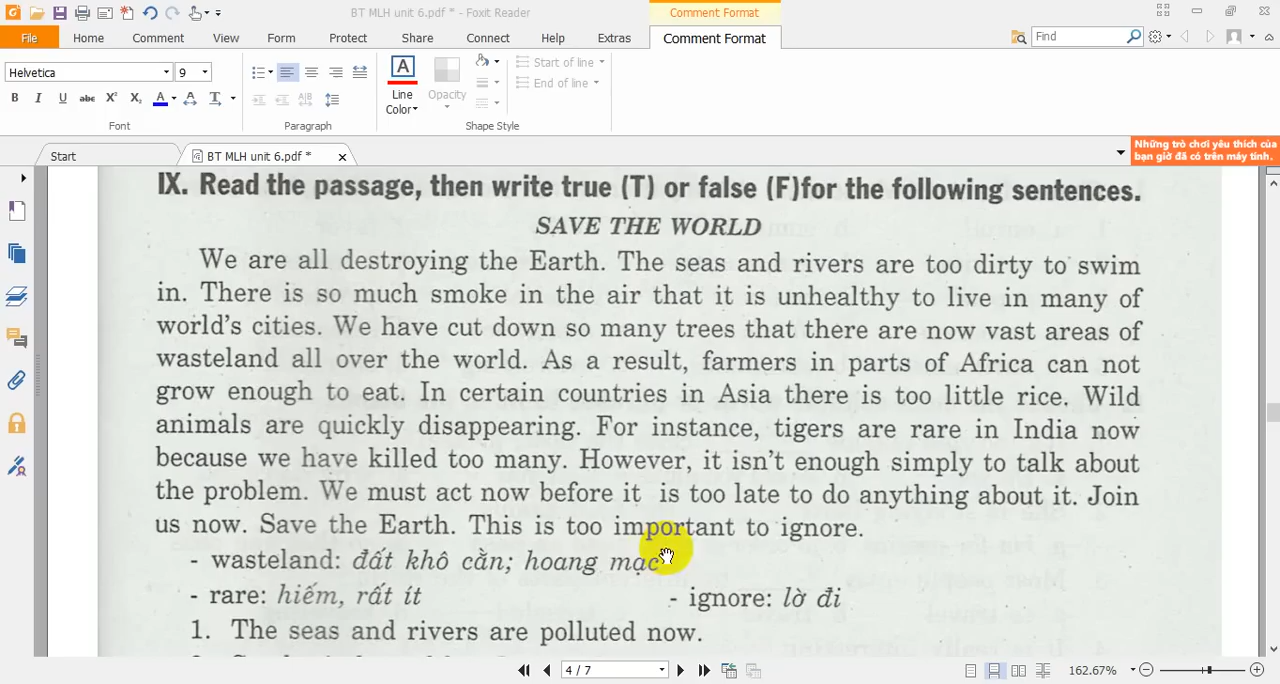 BT MLH unit 6.pdf * - Foxit Reader
Comment Format
File Home Comment View Form Protect Share Connect Help Extras Comment Format
Find
Helvetica 9
Line Color
Opacity
Start of line
End of line
Font Paragraph Shape Style
Start
BT MLH unit 6.pdf *
Những trò chơi yêu thích của
bạn giờ đã có trên máy tính.
IX. Read the passage, then write true (T) or false (F)for the following sentences.
SAVE THE WORLD
We are all destroying the Earth. The seas and rivers are too dirty to swim
in. There is so much smoke in the air that it is unhealthy to live in many of
world's cities. We have cut down so many trees that there are now vast areas of
wasteland all over the world. As a result, farmers in parts of Africa can not
grow enough to eat. In certain countries in Asia there is too little rice. Wild
animals are quickly disappearing. For instance, tigers are rare in India now
because we have killed too many. However, it isn't enough simply to talk about
the problem. We must act now before it is too late to do anything about it. Join
us now. Save the Earth. This is too important to ignore.
- wasteland: đất khô cằn; hoang mạc
- rare: hiếm, rất ít - ignore: lờ đi
1. The seas and rivers are polluted now.
4 / 7
162.67%